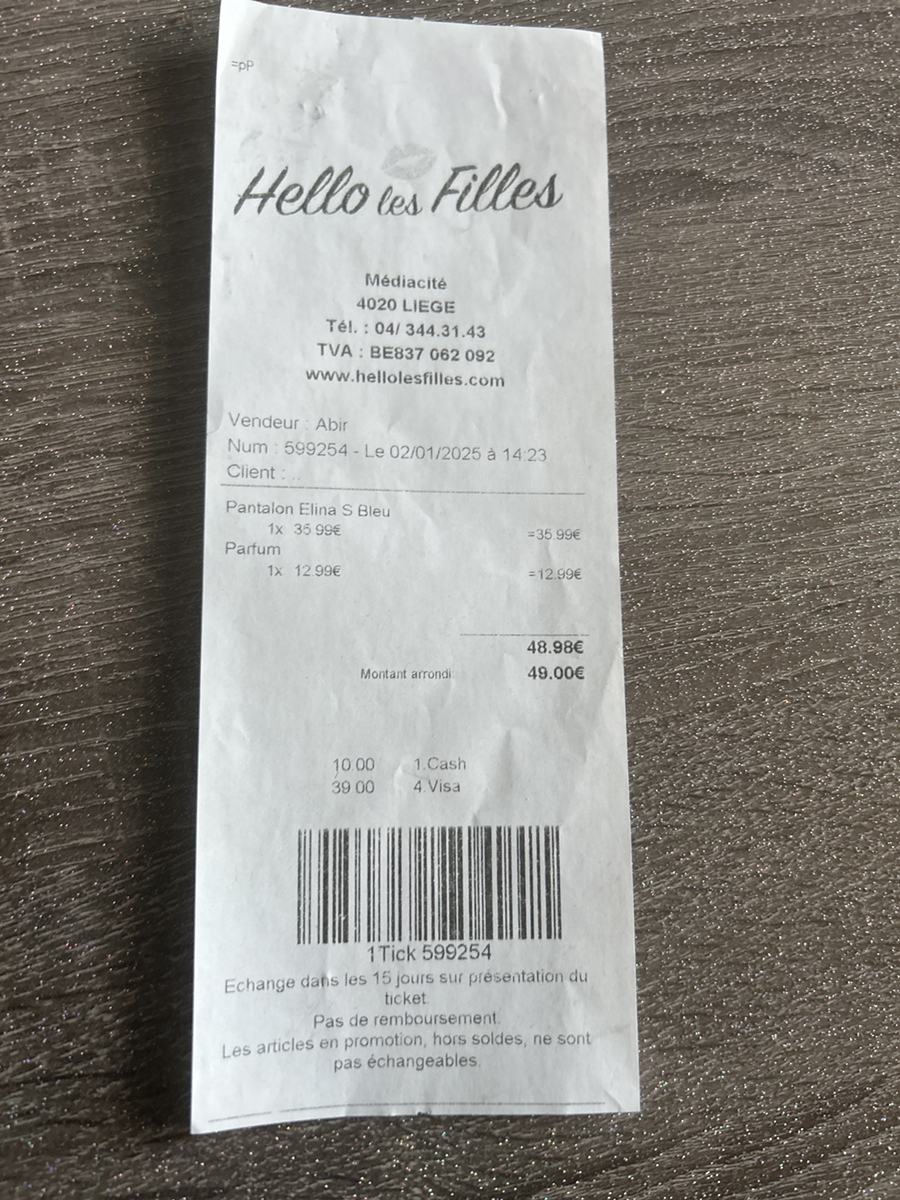 =pP
Hello les Filles
Médiacité
4020 LIEGE
Tél. : 04/ 344.31.43
TVA : BE837 062 092
www.hellolesfilles.com
Vendeur : Abir
Num : 599254 - Le 02/01/2025 à 14:23
Client : ..
Pantalon Elina S Bleu
1x 35.99€ =35.99€
Parfum
1x 12.99€ =12.99€
48.98€
Montant arrondi: 49.00€
10.00 1.Cash
39.00 4.Visa
1Tick 599254
Echange dans les 15 jours sur présentation du
ticket.
Pas de remboursement.
Les articles en promotion, hors soldes, ne sont
pas échangeables.